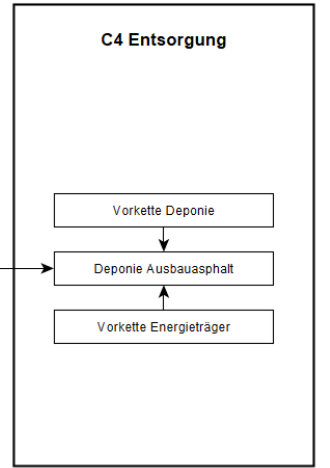 C4 Entsorgung
Vorkette Deponie
Deponie Ausbauasphalt
Vorkette Energieträger